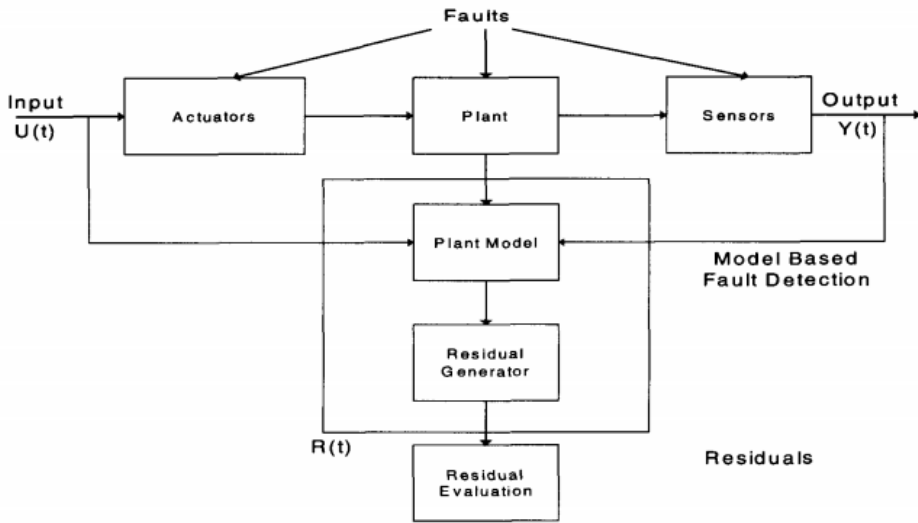 Faults
Input
U(t)
Actuators
Plant
Sensors
Output
Y(t)
Plant Model
Model Based
Fault Detection
Residual
Generator
R(t)
Residuals
Residual
Evaluation